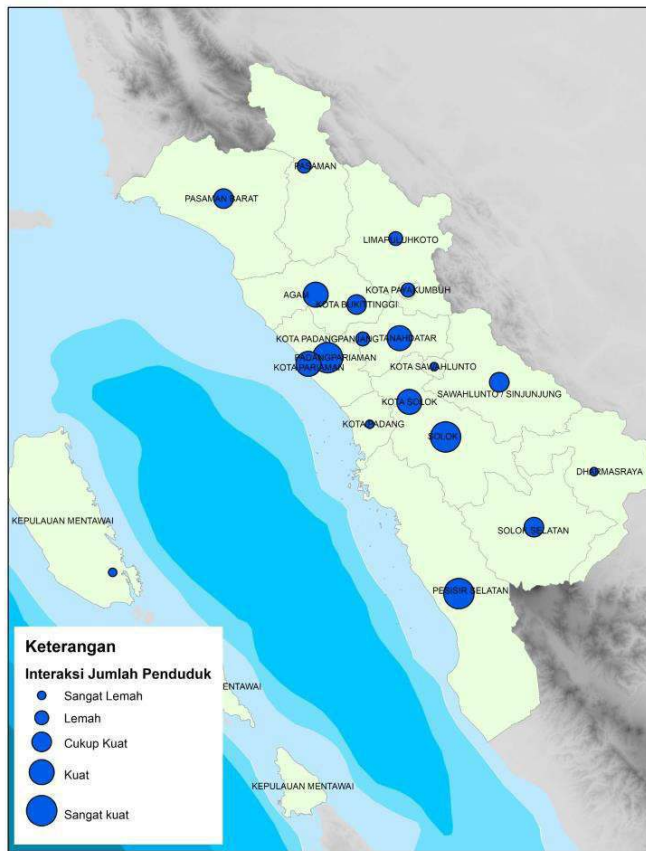 PASAMAN
PASAMAN BARAT
LIMAPULUHKOTO
KOTA PAYAKUMBUH
AGAM
KOTA BUKITTINGGI
KOTA PADANGPANJANG
TANAHDATAR
PADANGPARIAMAN
KOTA PARIAMAN
KOTA SAWAHLUNTO
SAWAHLUNTO / SINJUNJUNG
KOTA SOLOK
KOTA PADANG
SOLOK
DHARMASRAYA
KEPULAUAN MENTAWAI
SOLOK SELATAN
PESISIR SELATAN
Keterangan
Interaksi Jumlah Penduduk
Sangat Lemah
Lemah
Cukup Kuat
Kuat
Sangat kuat
MENTAWAI
KEPULAUAN MENTAWAI